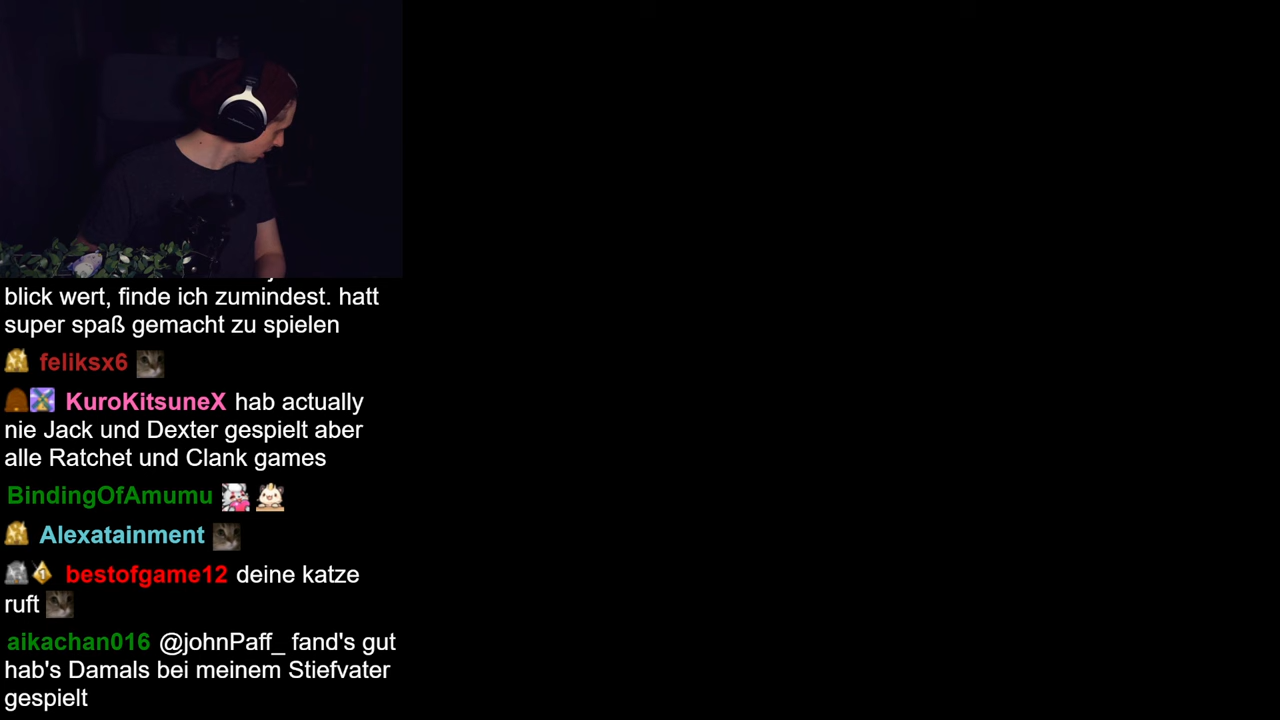 blick wert, finde ich zumindest. hatt
super spaß gemacht zu spielen
feliksx6
KuroKitsuneX hab actually
nie Jack und Dexter gespielt aber
alle Ratchet und Clank games
BindingOfAmumu
Alexatainment
bestofgame12 deine katze
ruft
aikachan016 @johnPaff_ fand's gut
hab's Damals bei meinem Stiefvater
gespielt